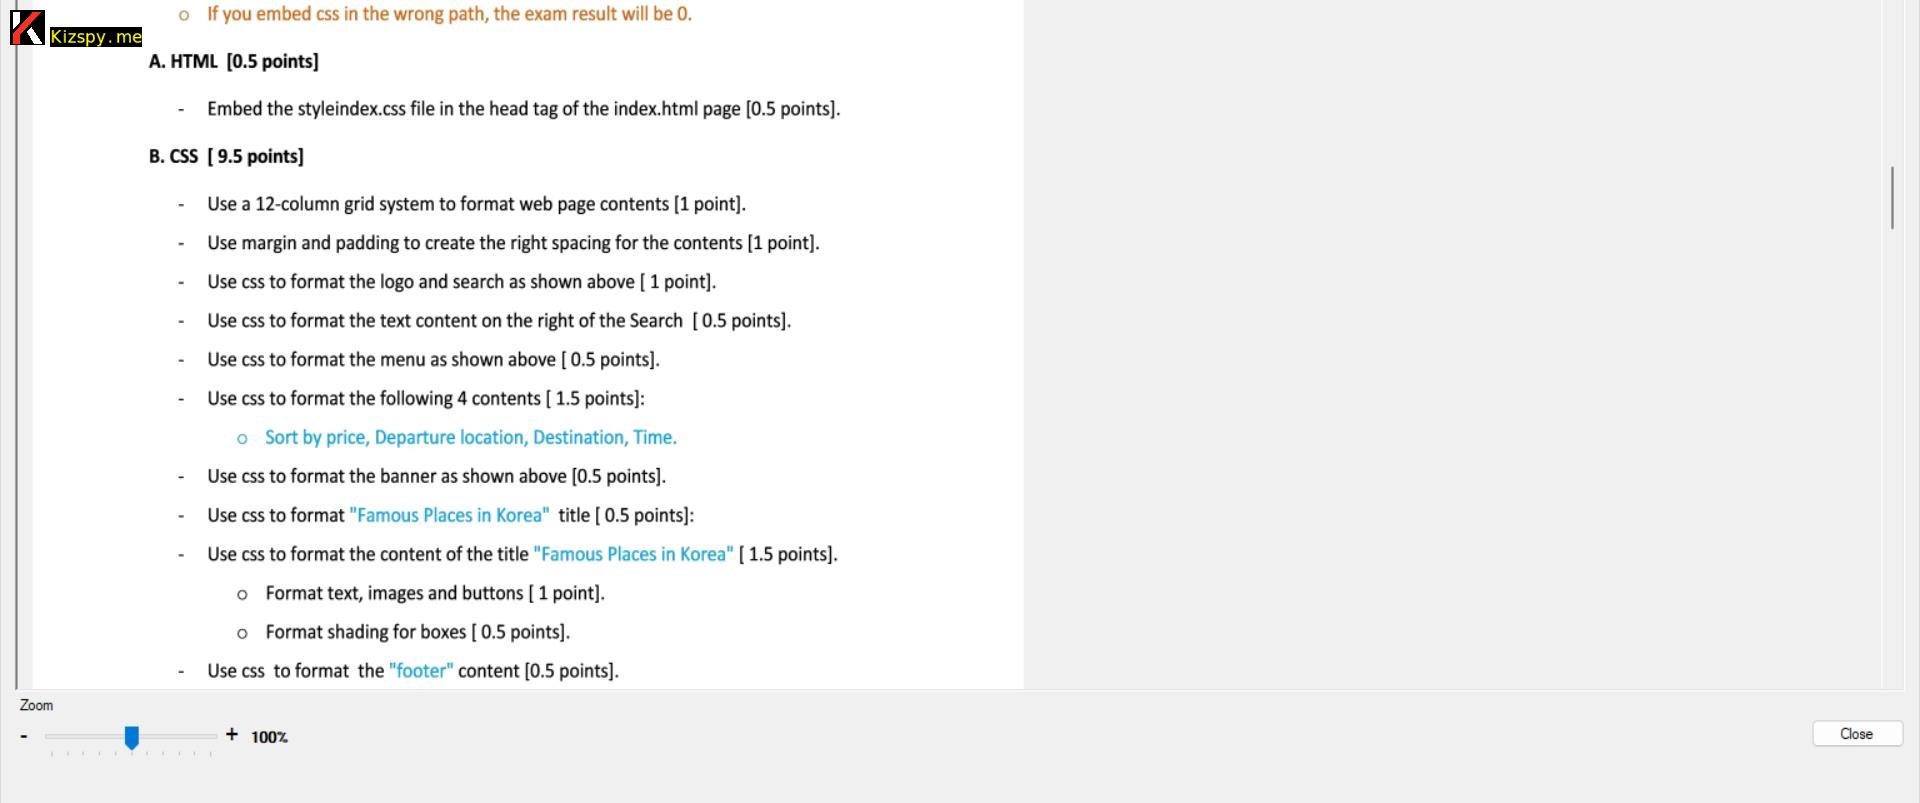 o If you embed css in the wrong path, the exam result will be 0.
Kizspy.me
A. HTML [0.5 points]
- Embed the styleindex.css file in the head tag of the index.html page [0.5 points].
B. CSS [ 9.5 points]
- Use a 12-column grid system to format web page contents [1 point].
- Use margin and padding to create the right spacing for the contents [1 point].
- Use css to format the logo and search as shown above [ 1 point].
- Use css to format the text content on the right of the Search [ 0.5 points].
- Use css to format the menu as shown above [ 0.5 points].
- Use css to format the following 4 contents [ 1.5 points]:
o Sort by price, Departure location, Destination, Time.
- Use css to format the banner as shown above [0.5 points].
- Use css to format "Famous Places in Korea" title [ 0.5 points]:
- Use css to format the content of the title "Famous Places in Korea" [ 1.5 points].
o Format text, images and buttons [ 1 point].
o Format shading for boxes [ 0.5 points].
- Use css to format the "footer" content [0.5 points].
Zoom
- + 100%
Close